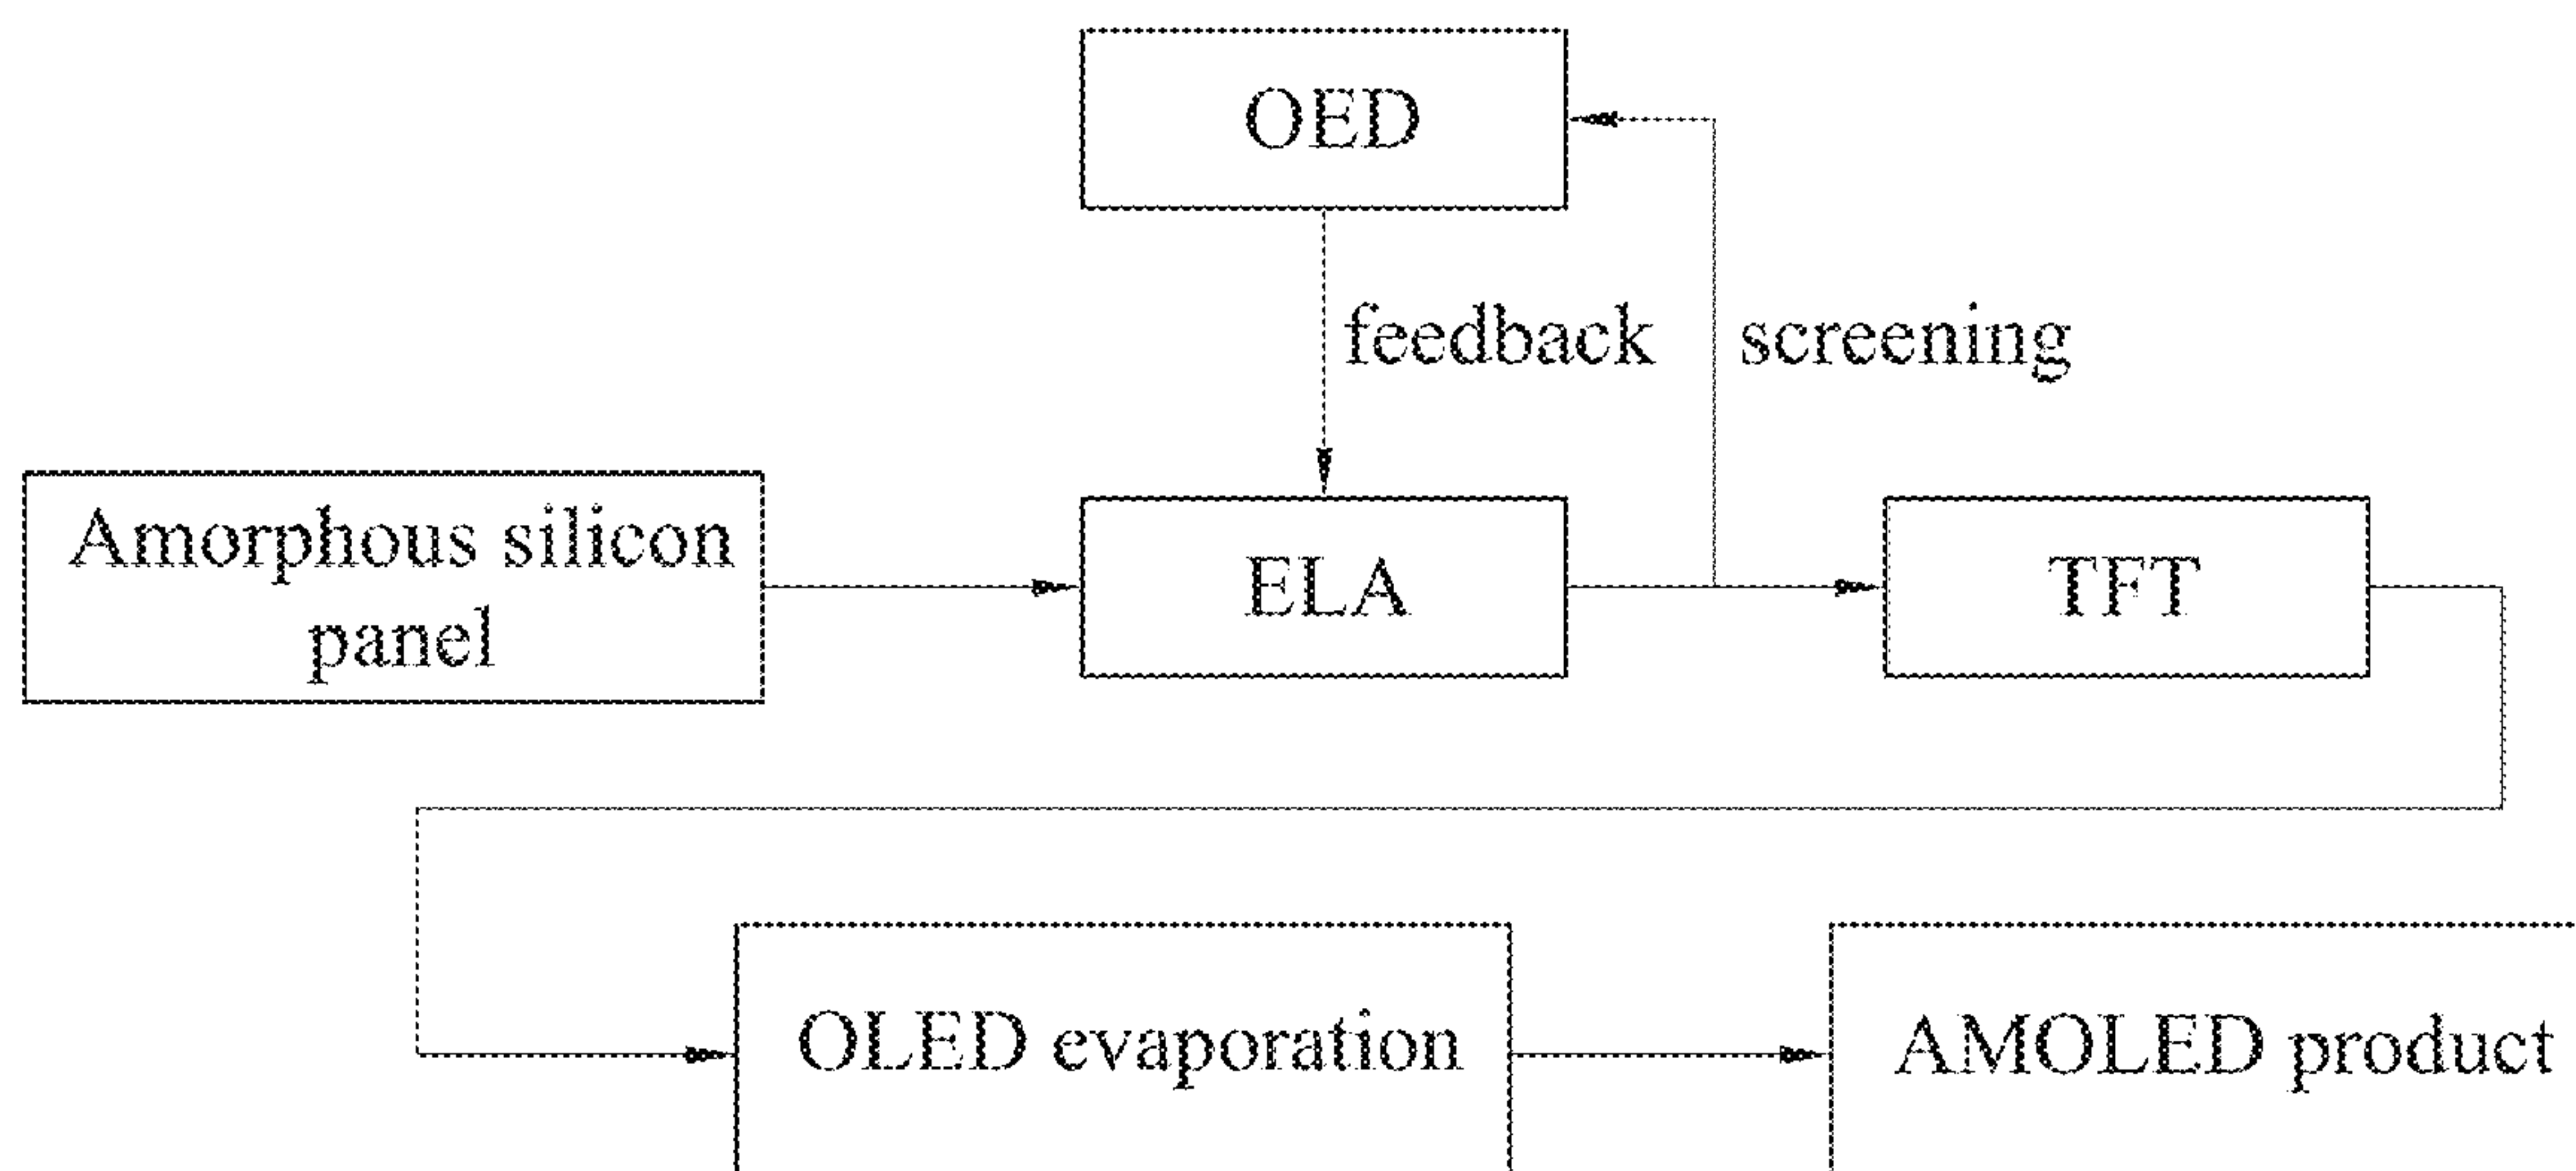 OED
feedback screening
Amorphous silicon
panel
ELA
TFT
OLED evaporation
AMOLED product